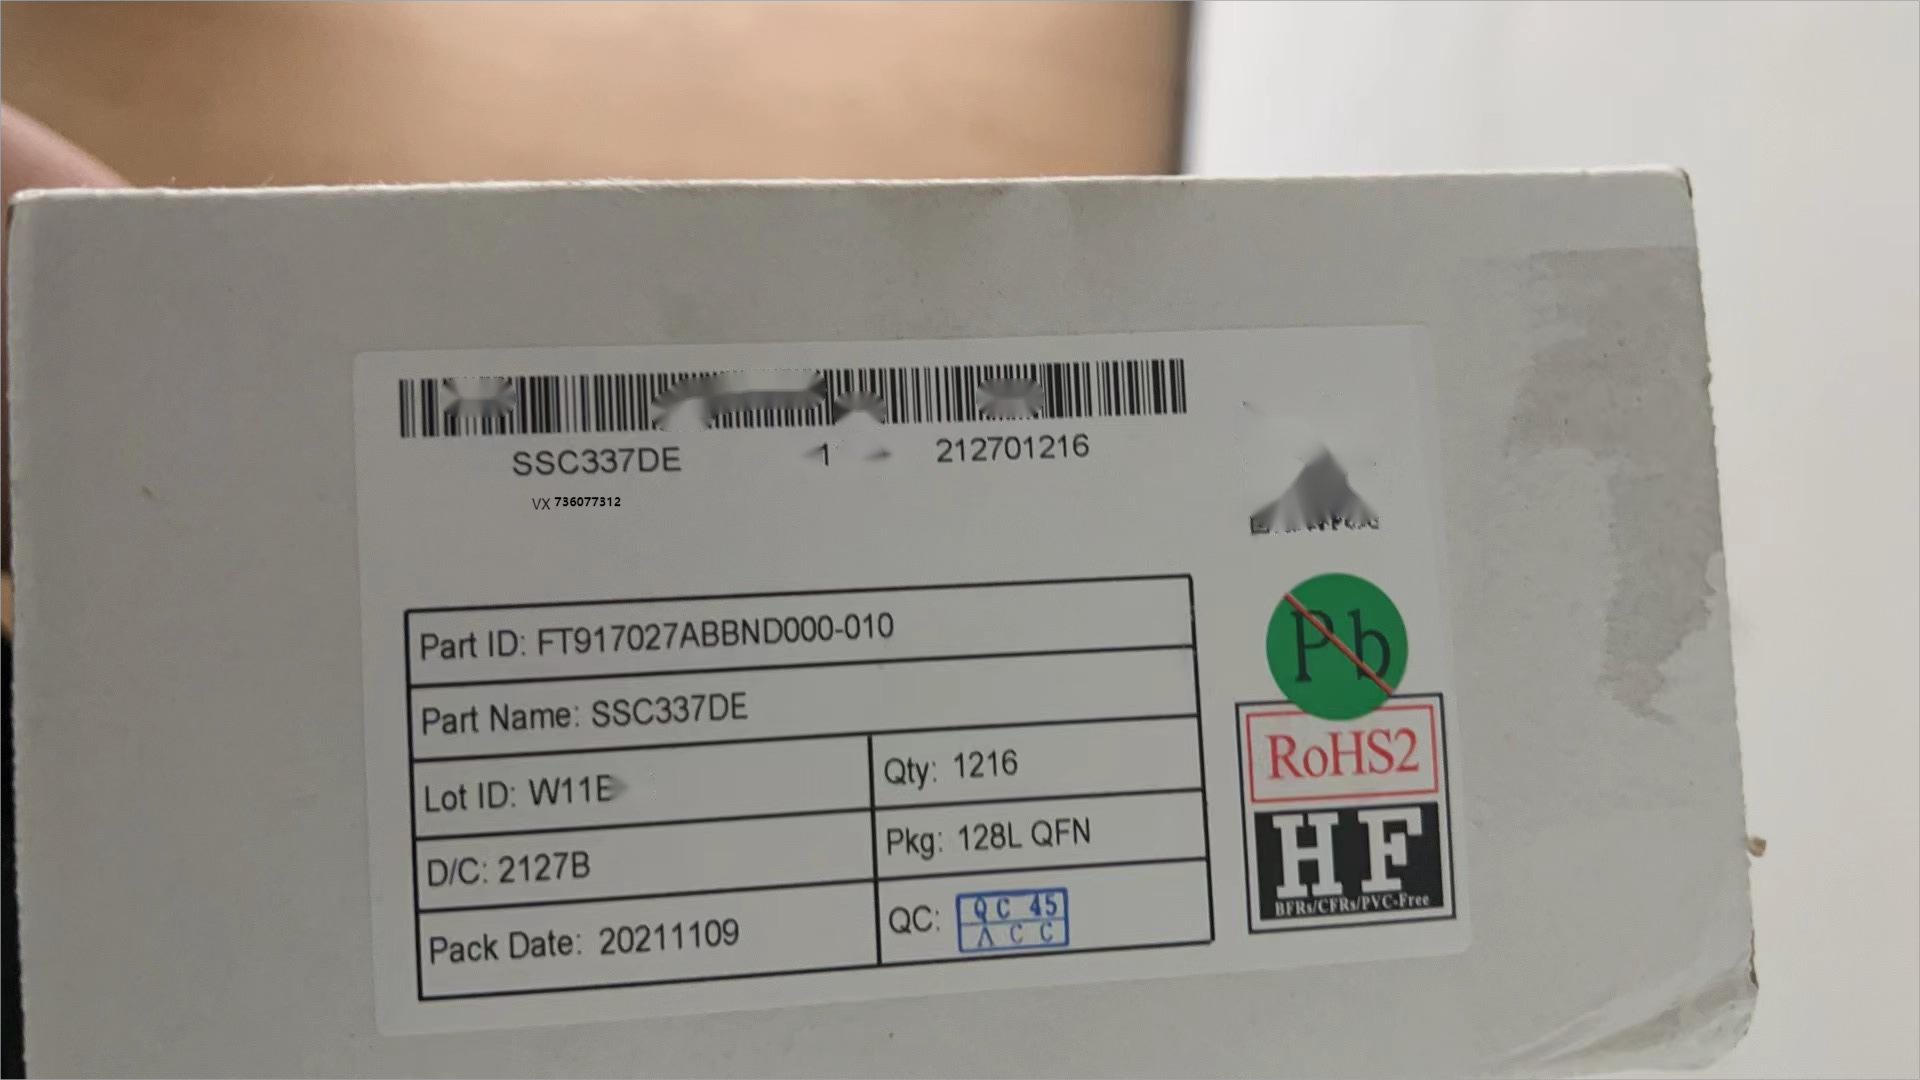 SSC337DE 1 212701216
VX 736077312
Part ID: FT917027ABBND000-010
Part Name: SSC337DE
Lot ID: W11E
Qty: 1216
D/C: 2127B
Pkg: 128L QFN
Pack Date: 20211109
QC: QC 45
ACC
Pb
RoHS2
HF
BFRs/CFRs/PVC-Free